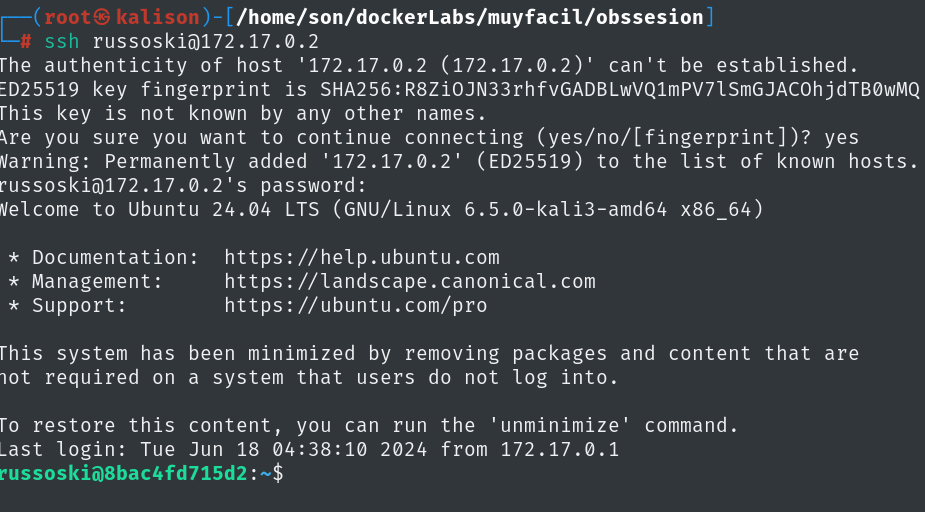 ┌──(root㉿kalison)-[/home/son/dockerLabs/muyfacil/obssesion]
└─# ssh russoski@172.17.0.2
The authenticity of host '172.17.0.2 (172.17.0.2)' can't be established.
ED25519 key fingerprint is SHA256:R8ZiOJN33rhfvGADBLwVQ1mPV7lSmGJACOhjdTB0wMQ
This key is not known by any other names.
Are you sure you want to continue connecting (yes/no/[fingerprint])? yes
Warning: Permanently added '172.17.0.2' (ED25519) to the list of known hosts.
russoski@172.17.0.2's password:
Welcome to Ubuntu 24.04 LTS (GNU/Linux 6.5.0-kali3-amd64 x86_64)

 * Documentation:  https://help.ubuntu.com
 * Management:     https://landscape.canonical.com
 * Support:        https://ubuntu.com/pro

This system has been minimized by removing packages and content that are
not required on a system that users do not log into.

To restore this content, you can run the 'unminimize' command.
Last login: Tue Jun 18 04:38:10 2024 from 172.17.0.1
russoski@8bac4fd715d2:~$